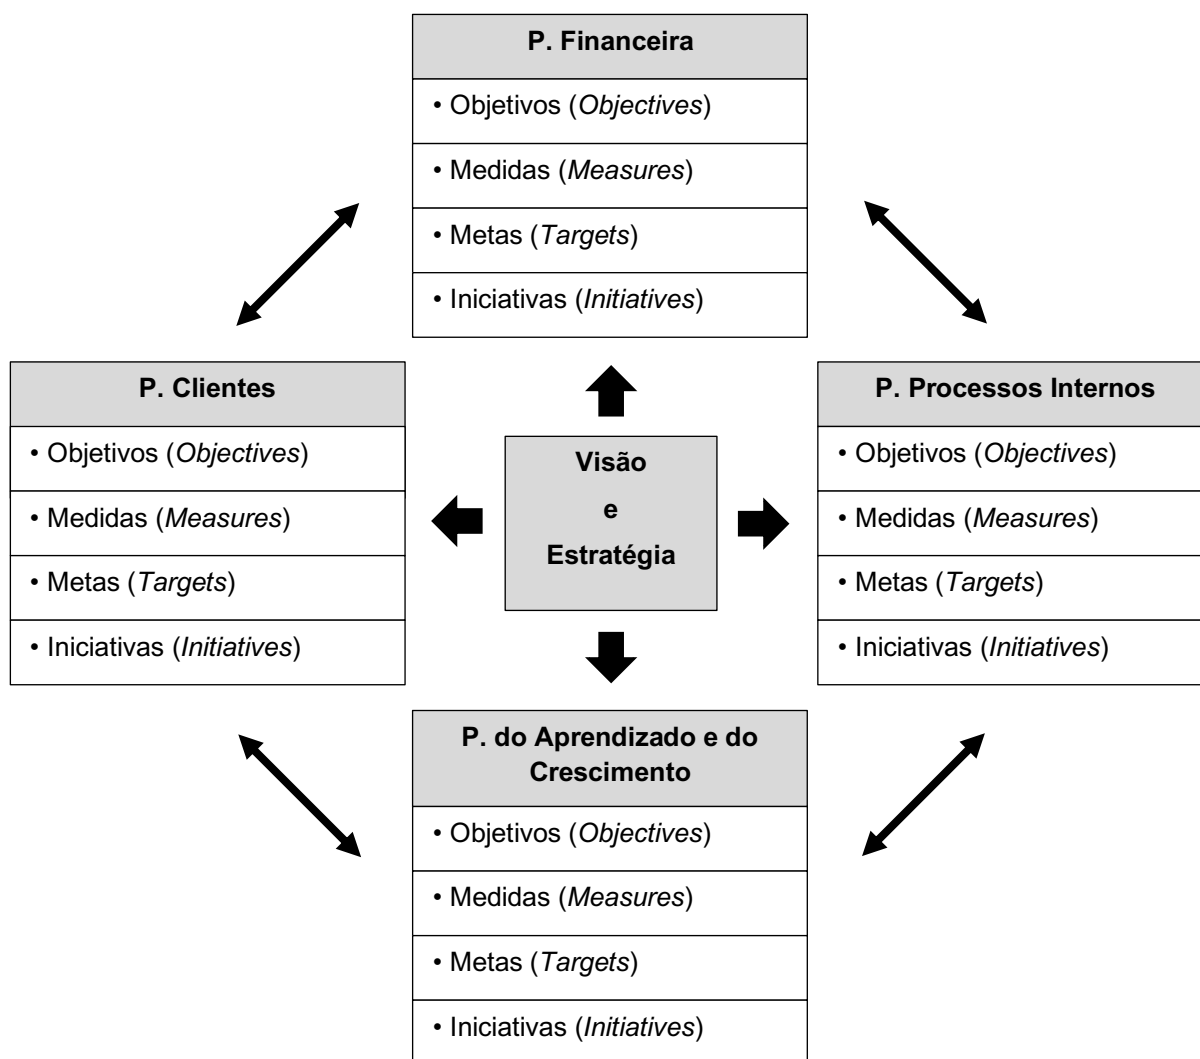 P. Financeira
• Objetivos (Objectives)
• Medidas (Measures)
• Metas (Targets)
• Iniciativas (Initiatives)
P. Clientes
• Objetivos (Objectives)
• Medidas (Measures)
• Metas (Targets)
• Iniciativas (Initiatives)
Visão
e
Estratégia
P. Processos Internos
• Objetivos (Objectives)
• Medidas (Measures)
• Metas (Targets)
• Iniciativas (Initiatives)
P. do Aprendizado e do
Crescimento
• Objetivos (Objectives)
• Medidas (Measures)
• Metas (Targets)
• Iniciativas (Initiatives)